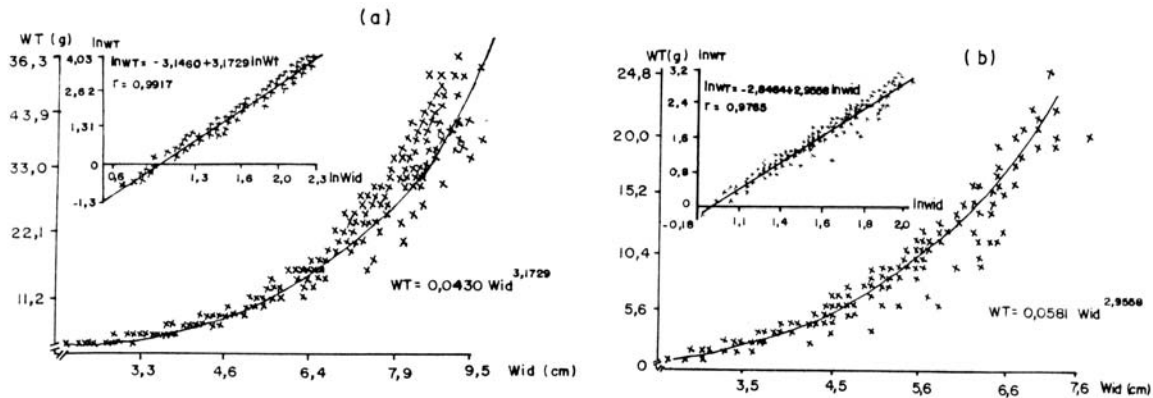 (a)
WT (g)
lnWT
36,3
43,9
33,0
22,1
11,2
4,03
2,62
1,31
0
-1,3
lnWT = -3,1460+3,1729 lnWt
r = 0,9917
0,6
1,3
1,6
2,0
2,3
lnWid
WT = 0,0430 Wid^3,1729
3,3
4,6
6,4
7,9
9,5
Wid (cm)
(b)
WT(g)
lnWT
24,8
20,0
15,2
10,4
5,6
0
3,2
2,4
1,6
0,8
-0,18
lnWT=-2,8464+2,9558 lnwid
r = 0,9765
1,1
1,4
1,6
1,8
2,0
lnwid
WT = 0,0581 Wid^2,9558
3,5
4,5
5,6
6,6
7,6
Wid (cm)